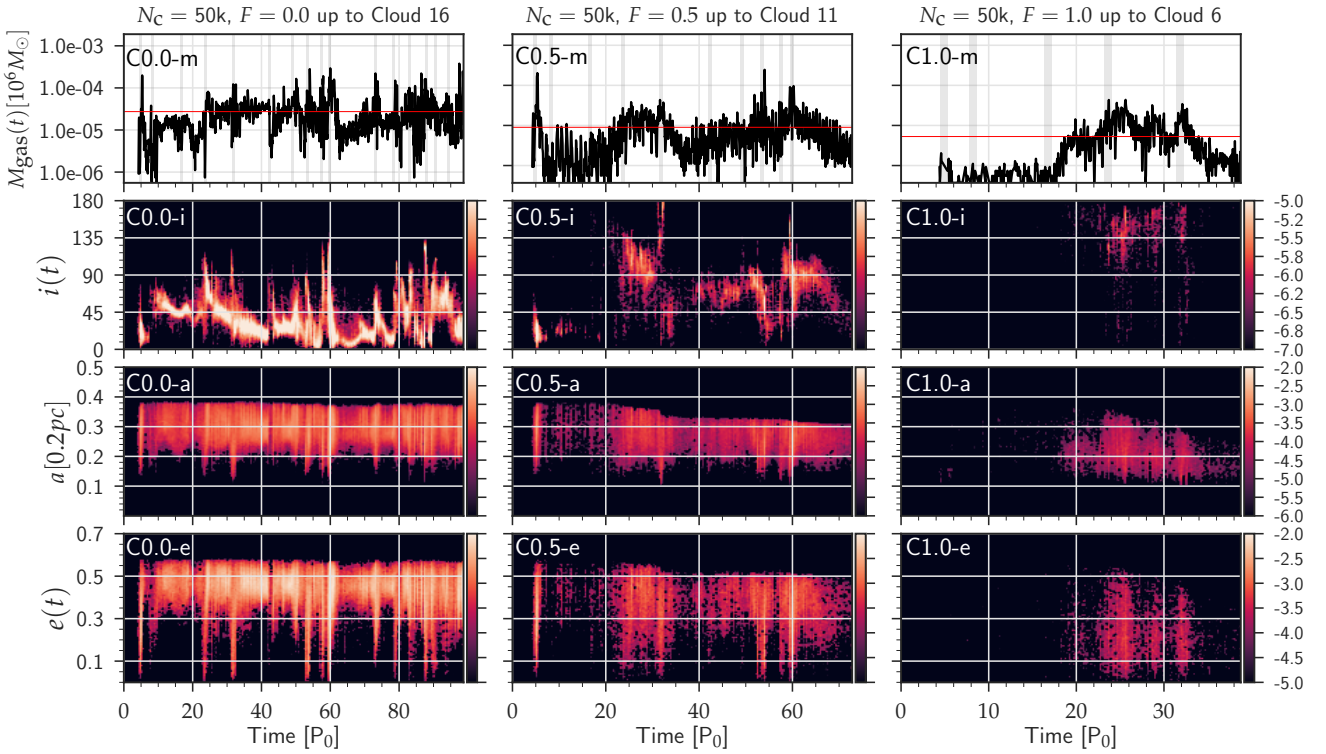 N_C = 50k, F = 0.0 up to Cloud 16
N_C = 50k, F = 0.5 up to Cloud 11
N_C = 50k, F = 1.0 up to Cloud 6
Mgas(t)[10^6 M_⊙]
1.0e-03
1.0e-04
1.0e-05
1.0e-06
C0.0-m
C0.5-m
C1.0-m
i(t)
180
135
90
45
0
C0.0-i
C0.5-i
C1.0-i
-5.0
-5.2
-5.5
-5.8
-6.0
-6.2
-6.5
-6.8
-7.0
a[0.2pc]
0.5
0.4
0.3
0.2
0.1
C0.0-a
C0.5-a
C1.0-a
-2.0
-2.5
-3.0
-3.5
-4.0
-4.5
-5.0
-5.5
-6.0
e(t)
0.7
0.5
0.3
0.1
C0.0-e
C0.5-e
C1.0-e
-2.0
-2.5
-3.0
-3.5
-4.0
-4.5
-5.0
0 20 40 60 80
0 20 40 60
0 10 20 30
Time [P_0]
Time [P_0]
Time [P_0]